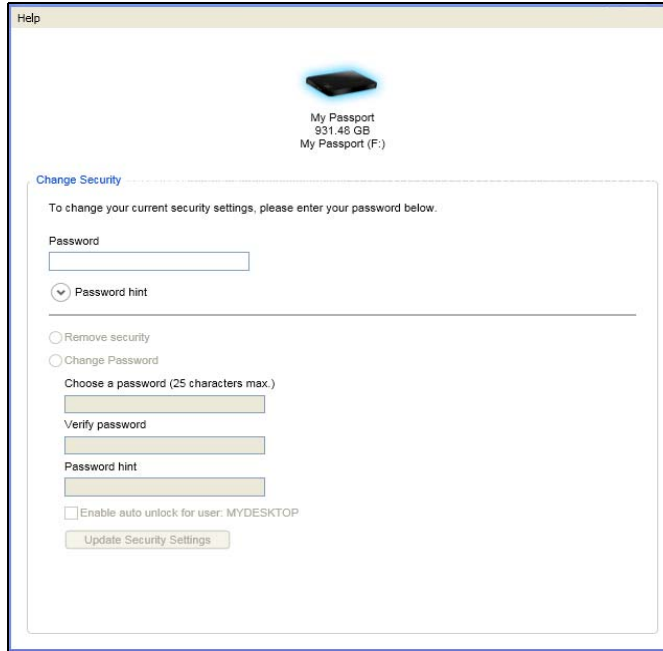 Help
My Passport
931.48 GB
My Passport (F:)
Change Security
To change your current security settings, please enter your password below.
Password
Password hint
Remove security
Change Password
Choose a password (25 characters max.)
Verify password
Password hint
Enable auto unlock for user: MYDESKTOP
Update Security Settings